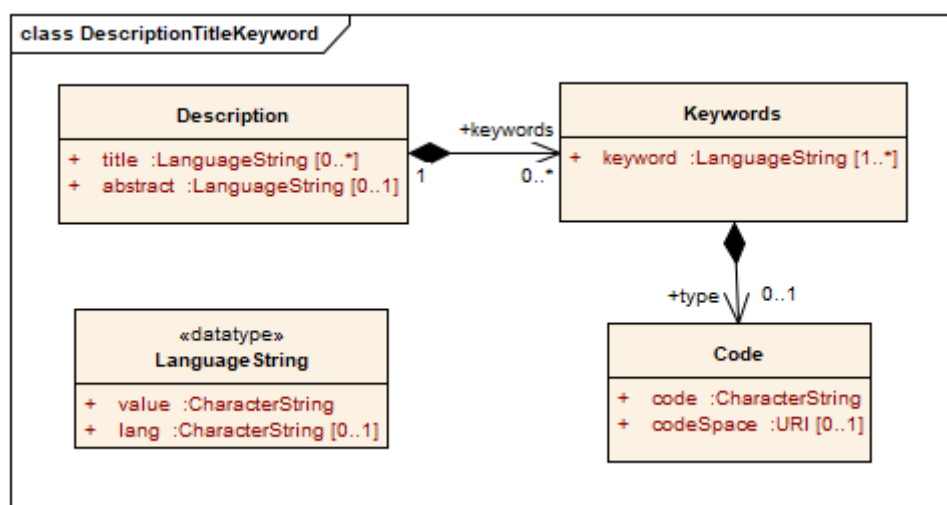 class DescriptionTitleKeyword
Description
+ title :LanguageString [0..*]
+ abstract :LanguageString [0..1]
+keywords
1
0..*
Keywords
+ keyword :LanguageString [1..*]
+type
0..1
«datatype»
LanguageString
+ value :CharacterString
+ lang :CharacterString [0..1]
Code
+ code :CharacterString
+ codeSpace :URI [0..1]